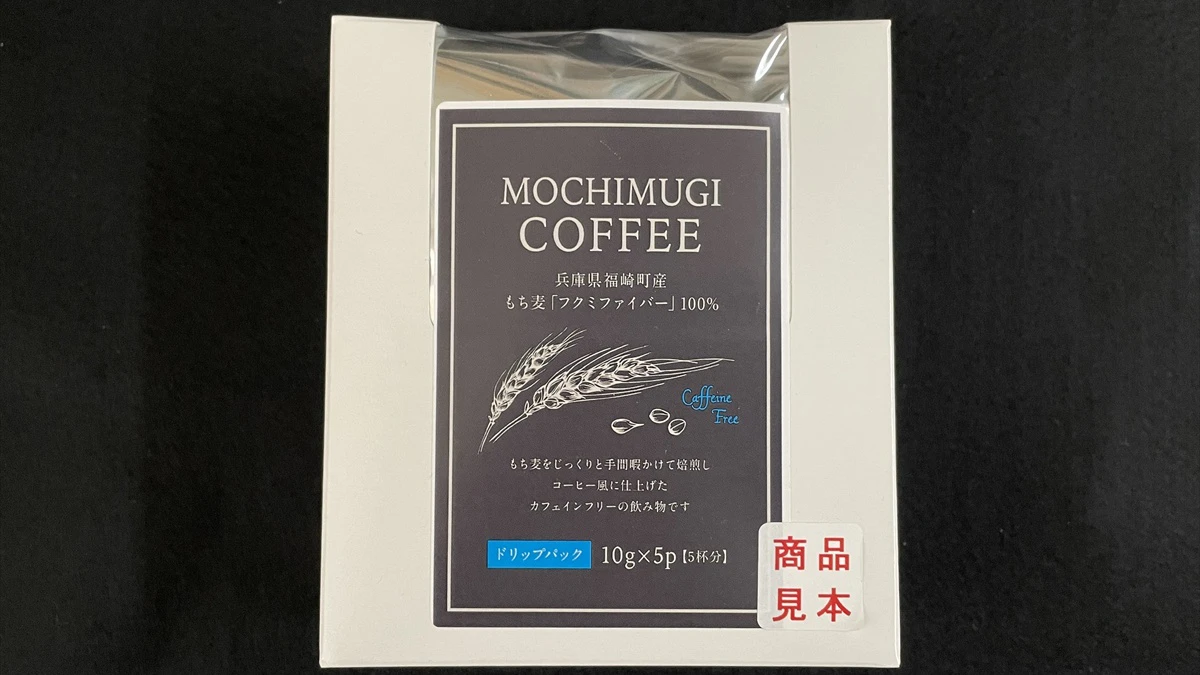 MOCHIMUGI
COFFEE
兵庫県福崎町産
もち麦「フクミファイバー」100%
Caffeine
Free
もち麦をじっくりと手間暇かけて焙煎し
コーヒー風に仕上げた
カフェインフリーの飲み物です
ドリップパック 10g×5p【5杯分】
商品
見本